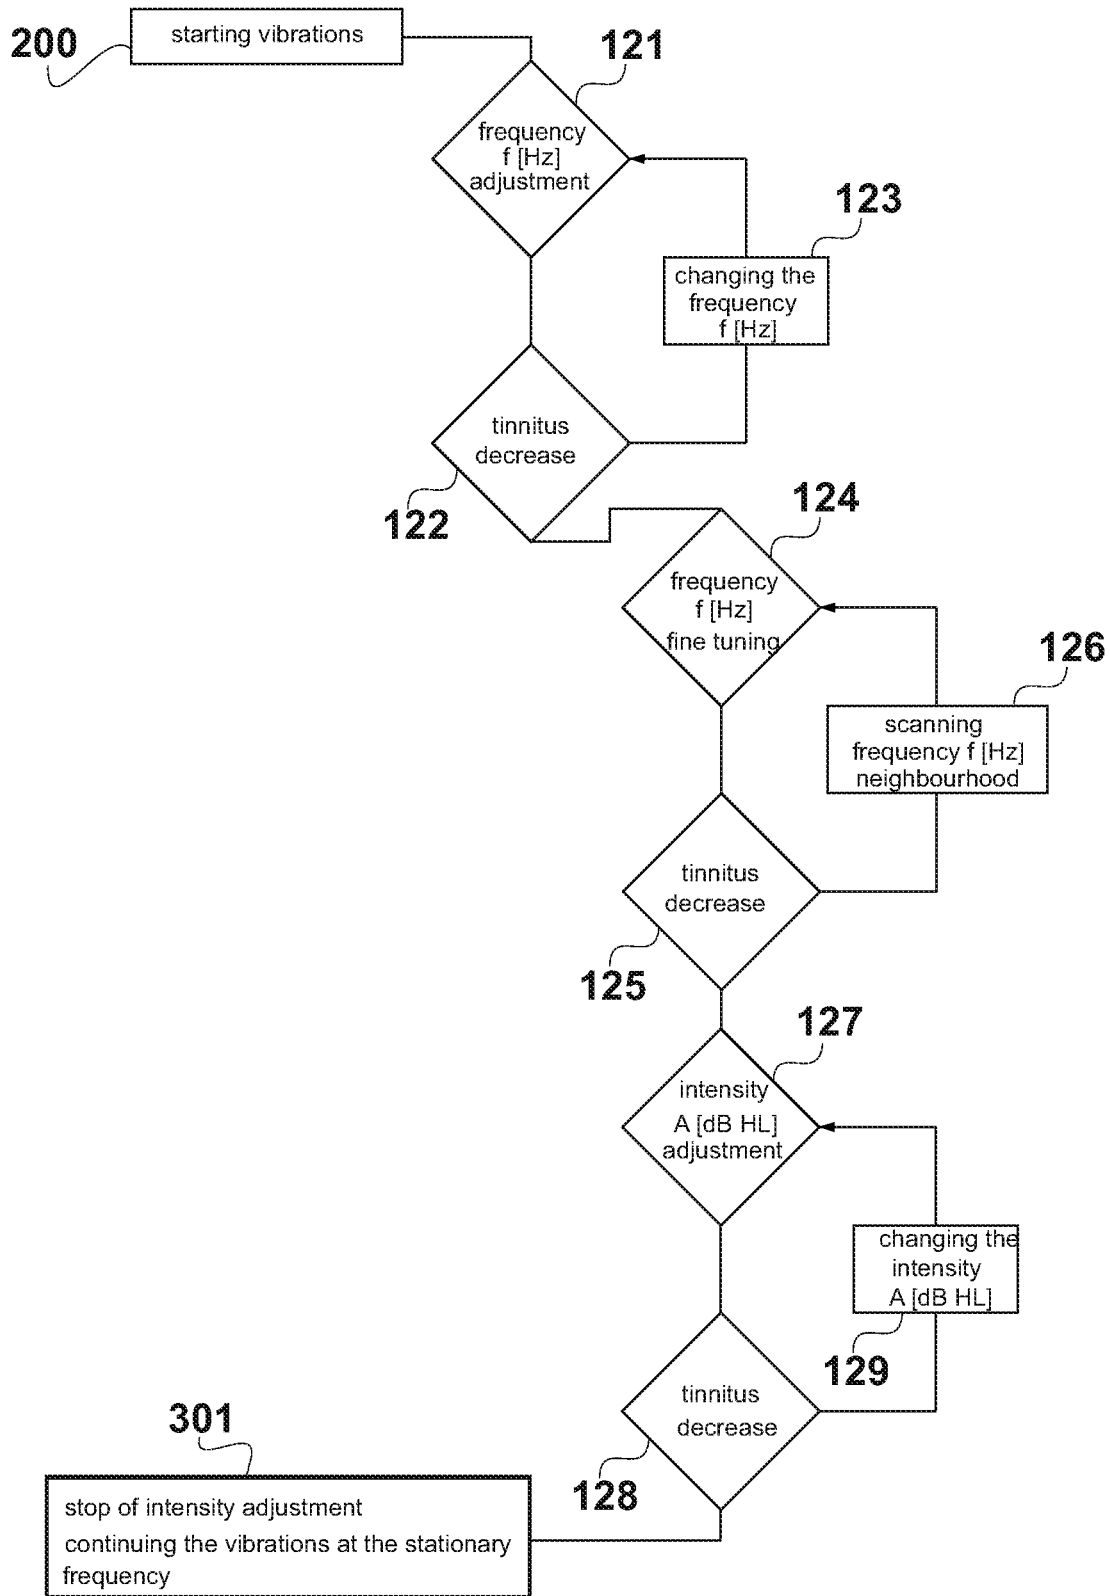 200
starting vibrations
121
frequency
f [Hz]
adjustment
123
changing the
frequency
f [Hz]
tinnitus
decrease
122
124
frequency
f [Hz]
fine tuning
126
scanning
frequency f [Hz]
neighbourhood
tinnitus
decrease
125
127
intensity
A [dB HL]
adjustment
changing the
intensity
A [dB HL]
129
tinnitus
decrease
128
301
stop of intensity adjustment
continuing the vibrations at the stationary
frequency